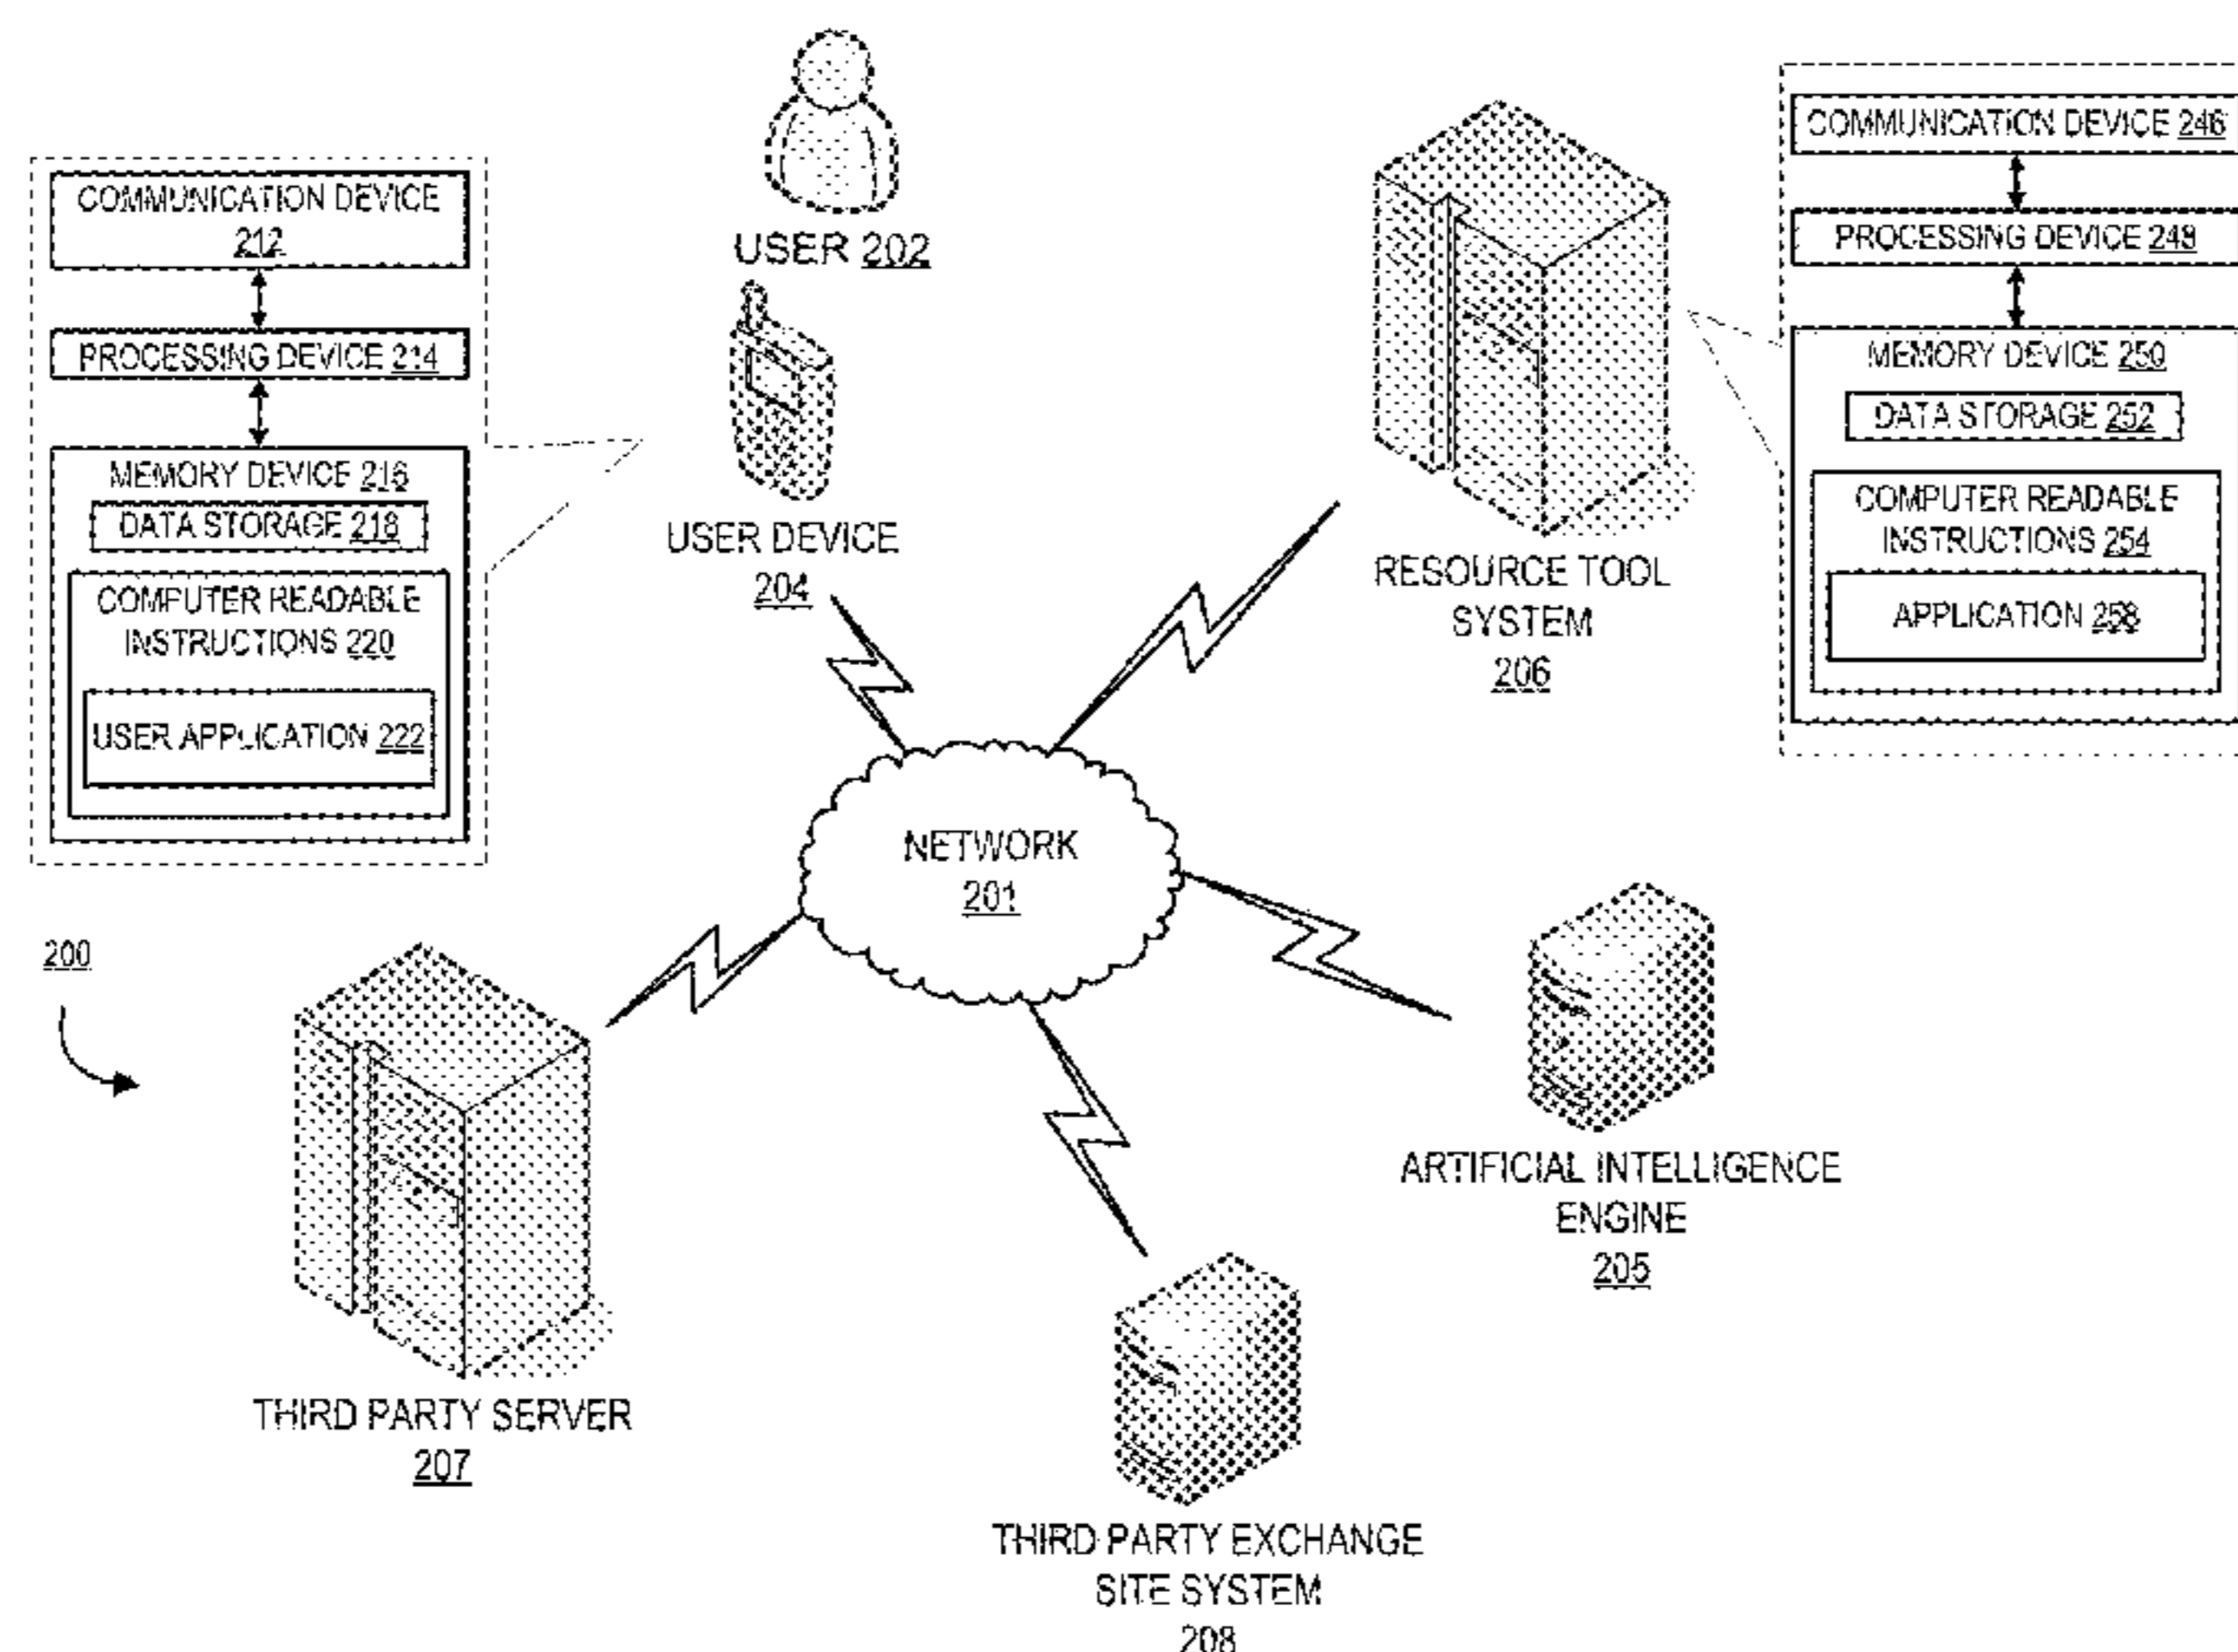 COMMUNICATION DEVICE
212
PROCESSING DEVICE 214
MEMORY DEVICE 216
DATA STORAGE 218
COMPUTER READABLE
INSTRUCTIONS 220
USER APPLICATION 222
USER 202
USER DEVICE
204
RESOURCE TOOL
SYSTEM
206
COMMUNICATION DEVICE 246
PROCESSING DEVICE 248
MEMORY DEVICE 250
DATA STORAGE 252
COMPUTER READABLE
INSTRUCTIONS 254
APPLICATION 258
NETWORK
201
200
THIRD PARTY SERVER
207
ARTIFICIAL INTELLIGENCE
ENGINE
205
THIRD PARTY EXCHANGE
SITE SYSTEM
208